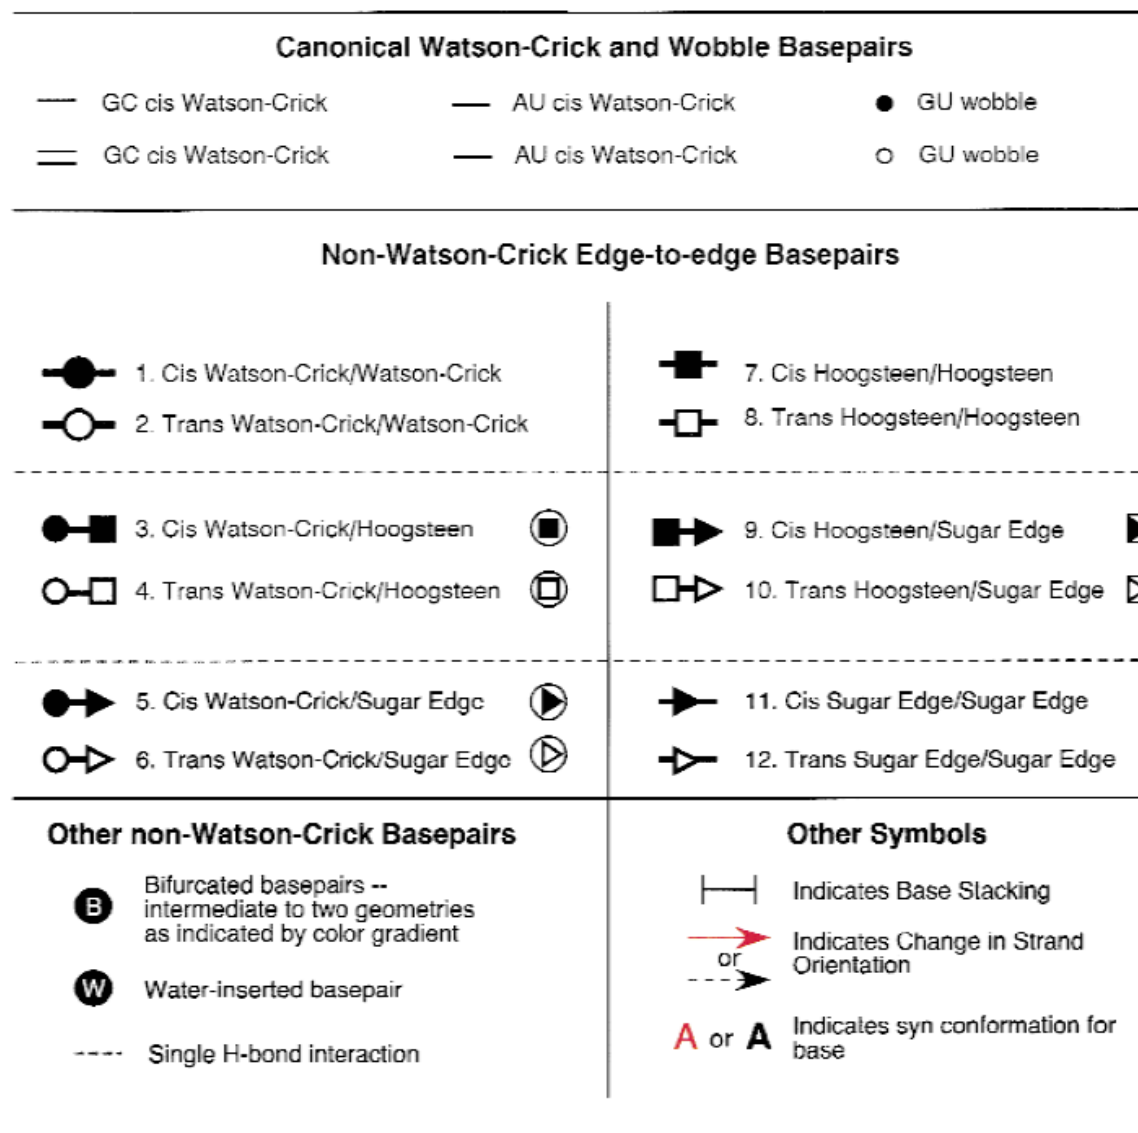 Canonical Watson-Crick and Wobble Basepairs
GC cis Watson-Crick
AU cis Watson-Crick
GU wobble
GC cis Watson-Crick
AU cis Watson-Crick
GU wobble
Non-Watson-Crick Edge-to-edge Basepairs
1. Cis Watson-Crick/Watson-Crick
2. Trans Watson-Crick/Watson-Crick
3. Cis Watson-Crick/Hoogsteen
4. Trans Watson-Crick/Hoogsteen
5. Cis Watson-Crick/Sugar Edge
6. Trans Watson-Crick/Sugar Edge
7. Cis Hoogsteen/Hoogsteen
8. Trans Hoogsteen/Hoogsteen
9. Cis Hoogsteen/Sugar Edge
10. Trans Hoogsteen/Sugar Edge
11. Cis Sugar Edge/Sugar Edge
12. Trans Sugar Edge/Sugar Edge
Other non-Watson-Crick Basepairs
B
Bifurcated basepairs --
intermediate to two geometries
as indicated by color gradient
W
Water-inserted basepair
Single H-bond interaction
Other Symbols
Indicates Base Stacking
or
Indicates Change in Strand
Orientation
A or A
Indicates syn conformation for
base